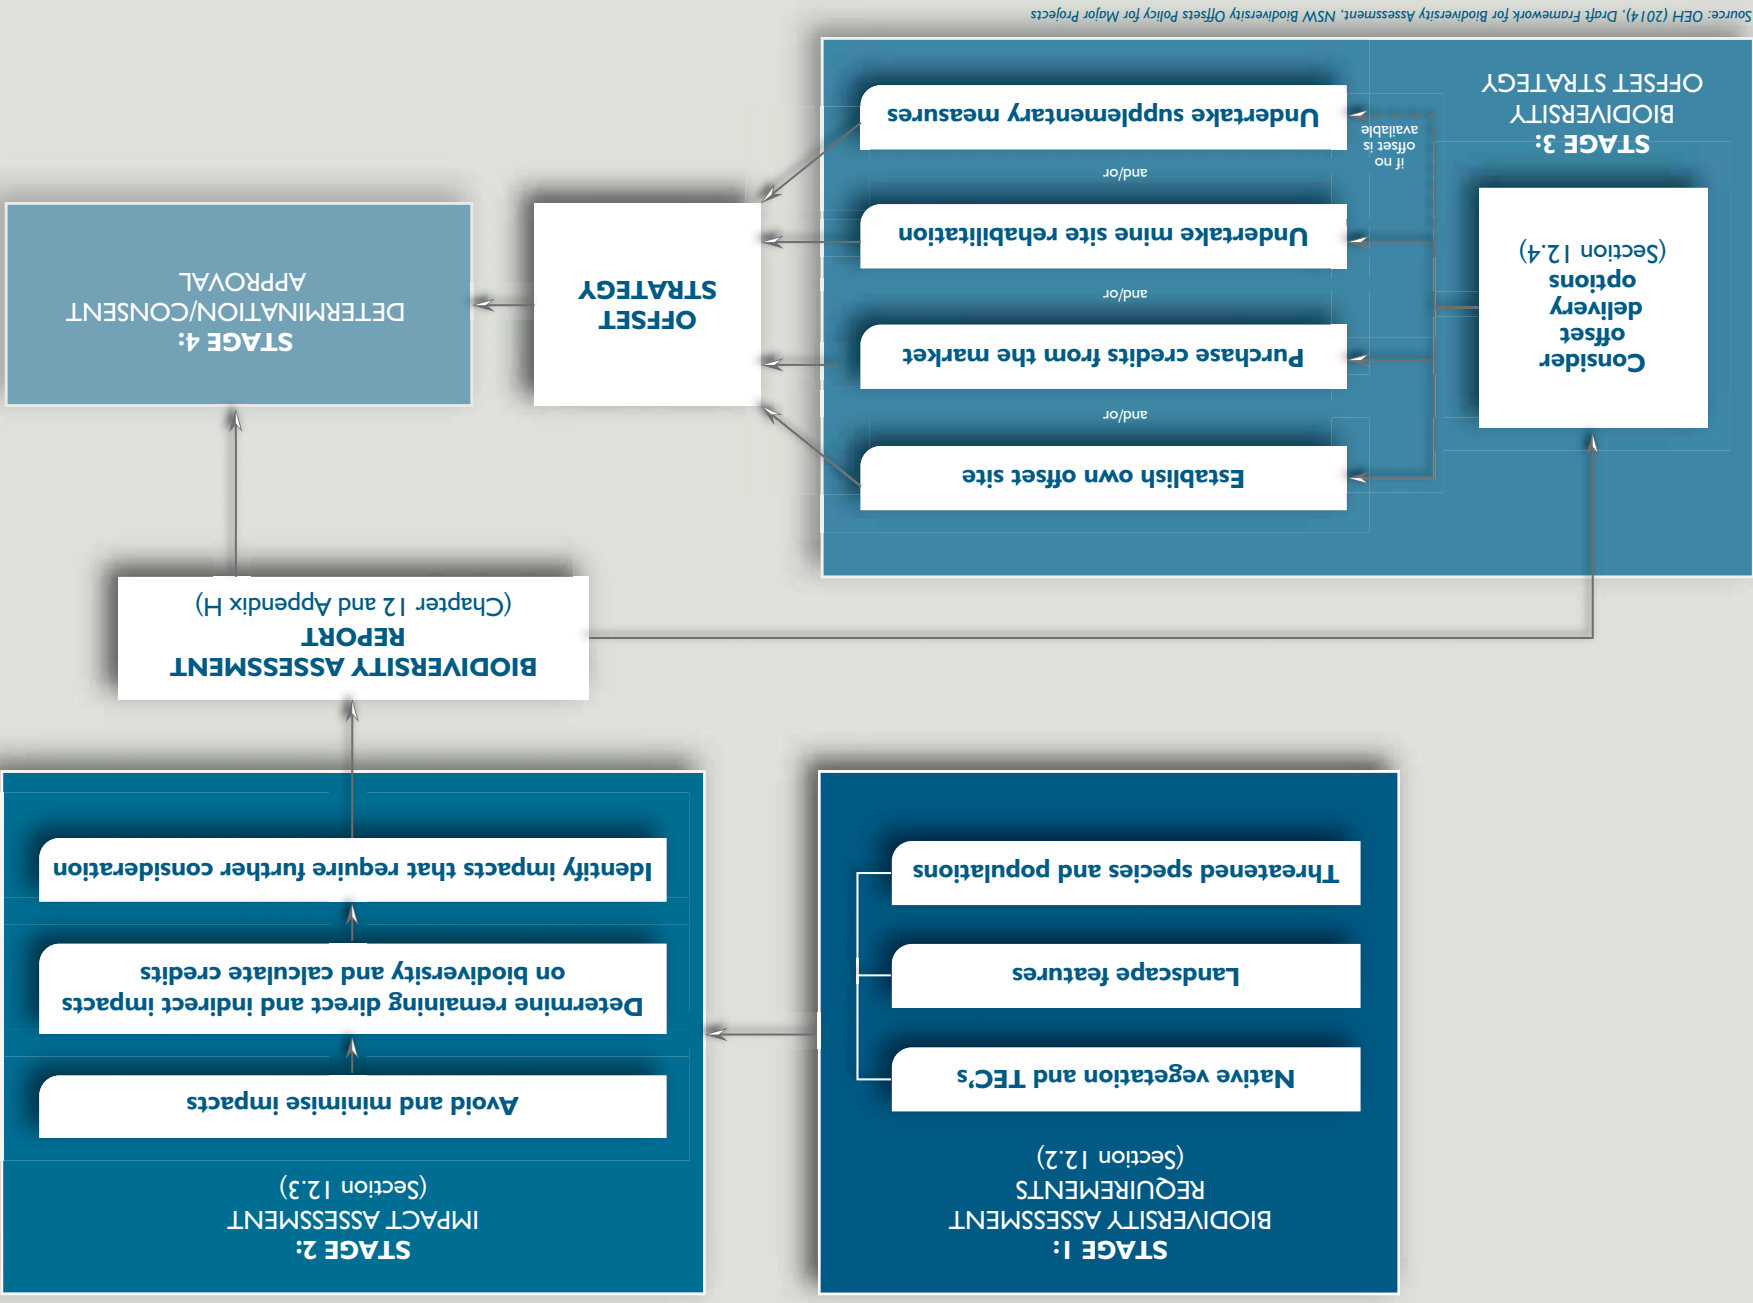 STAGE 1:
BIODIVERSITY ASSESSMENT
REQUIREMENTS
(Section 12.2)
Native vegetation and TEC's
Landscape features
Threatened species and populations
STAGE 2:
IMPACT ASSESSMENT
(Section 12.3)
Avoid and minimise impacts
Determine remaining direct and indirect impacts
on biodiversity and calculate credits
Identify impacts that require further consideration
BIODIVERSITY ASSESSMENT
REPORT
(Chapter 12 and Appendix H)
Consider
offset
delivery
options
(Section 12.4)
STAGE 3:
BIODIVERSITY
OFFSET STRATEGY
Establish own offset site
and/or
Purchase credits from the market
and/or
Undertake mine site rehabilitation
and/or
if no
offset is
available
Undertake supplementary measures
OFFSET
STRATEGY
STAGE 4:
DETERMINATION/CONSENT
APPROVAL
Source: OEH (2014), Draft Framework for Biodiversity Assessment, NSW Biodiversity Offsets Policy for Major Projects